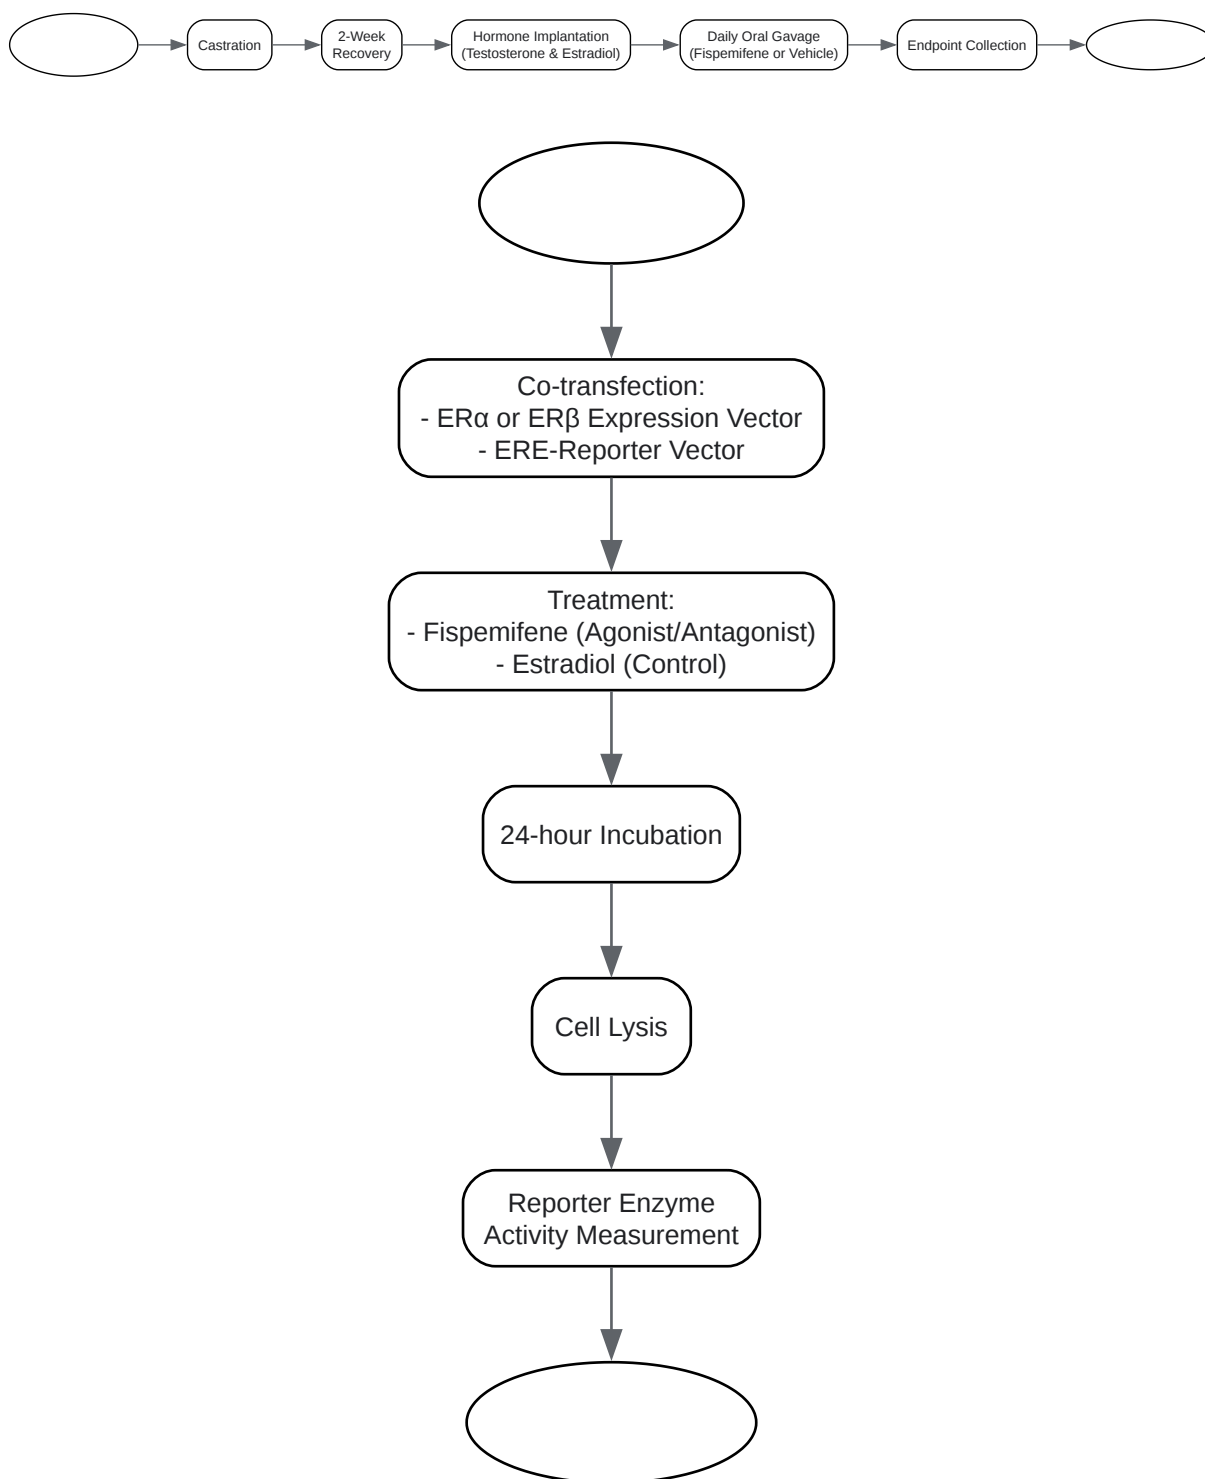 Castration
2-Week
Recovery
Hormone Implantation
(Testosterone & Estradiol)
Daily Oral Gavage
(Fispemifene or Vehicle)
Endpoint Collection
Co-transfection:
- ERα or ERβ Expression Vector
- ERE-Reporter Vector
Treatment:
- Fispemifene (Agonist/Antagonist)
- Estradiol (Control)
24-hour Incubation
Cell Lysis
Reporter Enzyme
Activity Measurement